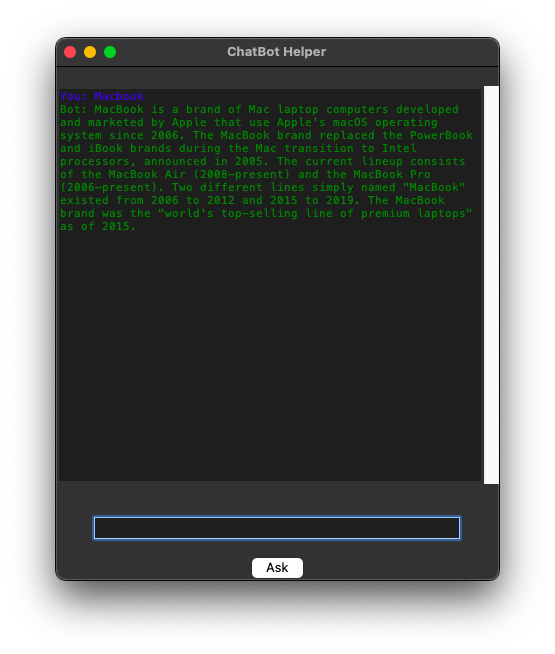 ChatBot Helper
You: Macbook
Bot: MacBook is a brand of Mac laptop computers developed
and marketed by Apple that use Apple's macOS operating
system since 2006. The MacBook brand replaced the PowerBook
and iBook brands during the Mac transition to Intel
processors, announced in 2005. The current lineup consists
of the MacBook Air (2008–present) and the MacBook Pro
(2006–present). Two different lines simply named "MacBook"
existed from 2006 to 2012 and 2015 to 2019. The MacBook
brand was the "world's top-selling line of premium laptops"
as of 2015.
Ask